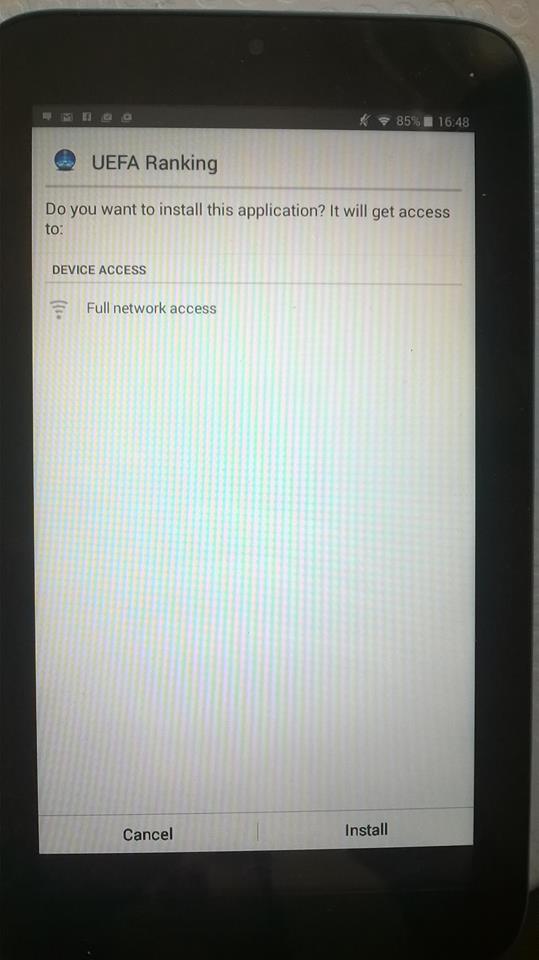 85% 16:48
UEFA Ranking
Do you want to install this application? It will get access
to:
DEVICE ACCESS
Full network access
Cancel Install